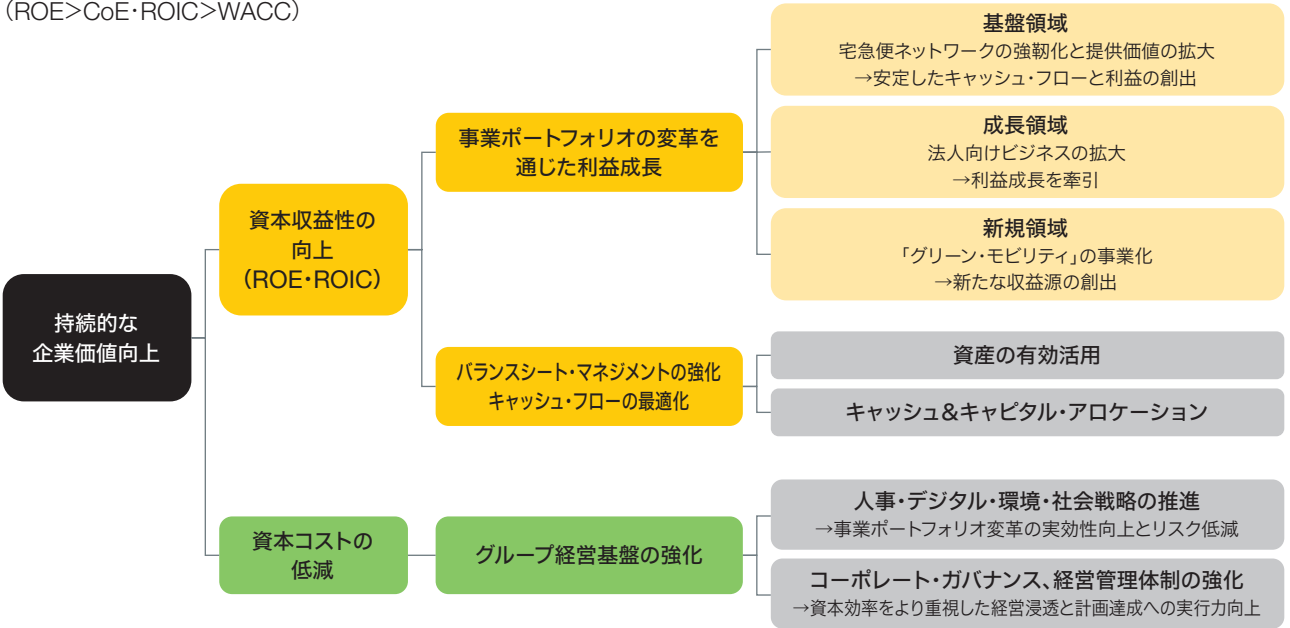 （ROE>CoE・ROIC>WACC）
持続的な
企業価値向上
資本収益性の
向上
（ROE・ROIC）
事業ポートフォリオの変革を
通じた利益成長
基盤領域
宅急便ネットワークの強靭化と提供価値の拡大
→安定したキャッシュ・フローと利益の創出
成長領域
法人向けビジネスの拡大
→利益成長を牽引
新規領域
「グリーン・モビリティ」の事業化
→新たな収益源の創出
バランスシート・マネジメントの強化
キャッシュ・フローの最適化
資産の有効活用
キャッシュ&キャピタル・アロケーション
資本コストの
低減
グループ経営基盤の強化
人事・デジタル・環境・社会戦略の推進
→事業ポートフォリオ変革の実効性向上とリスク低減
コーポレート・ガバナンス、経営管理体制の強化
→資本効率をより重視した経営浸透と計画達成への実行力向上